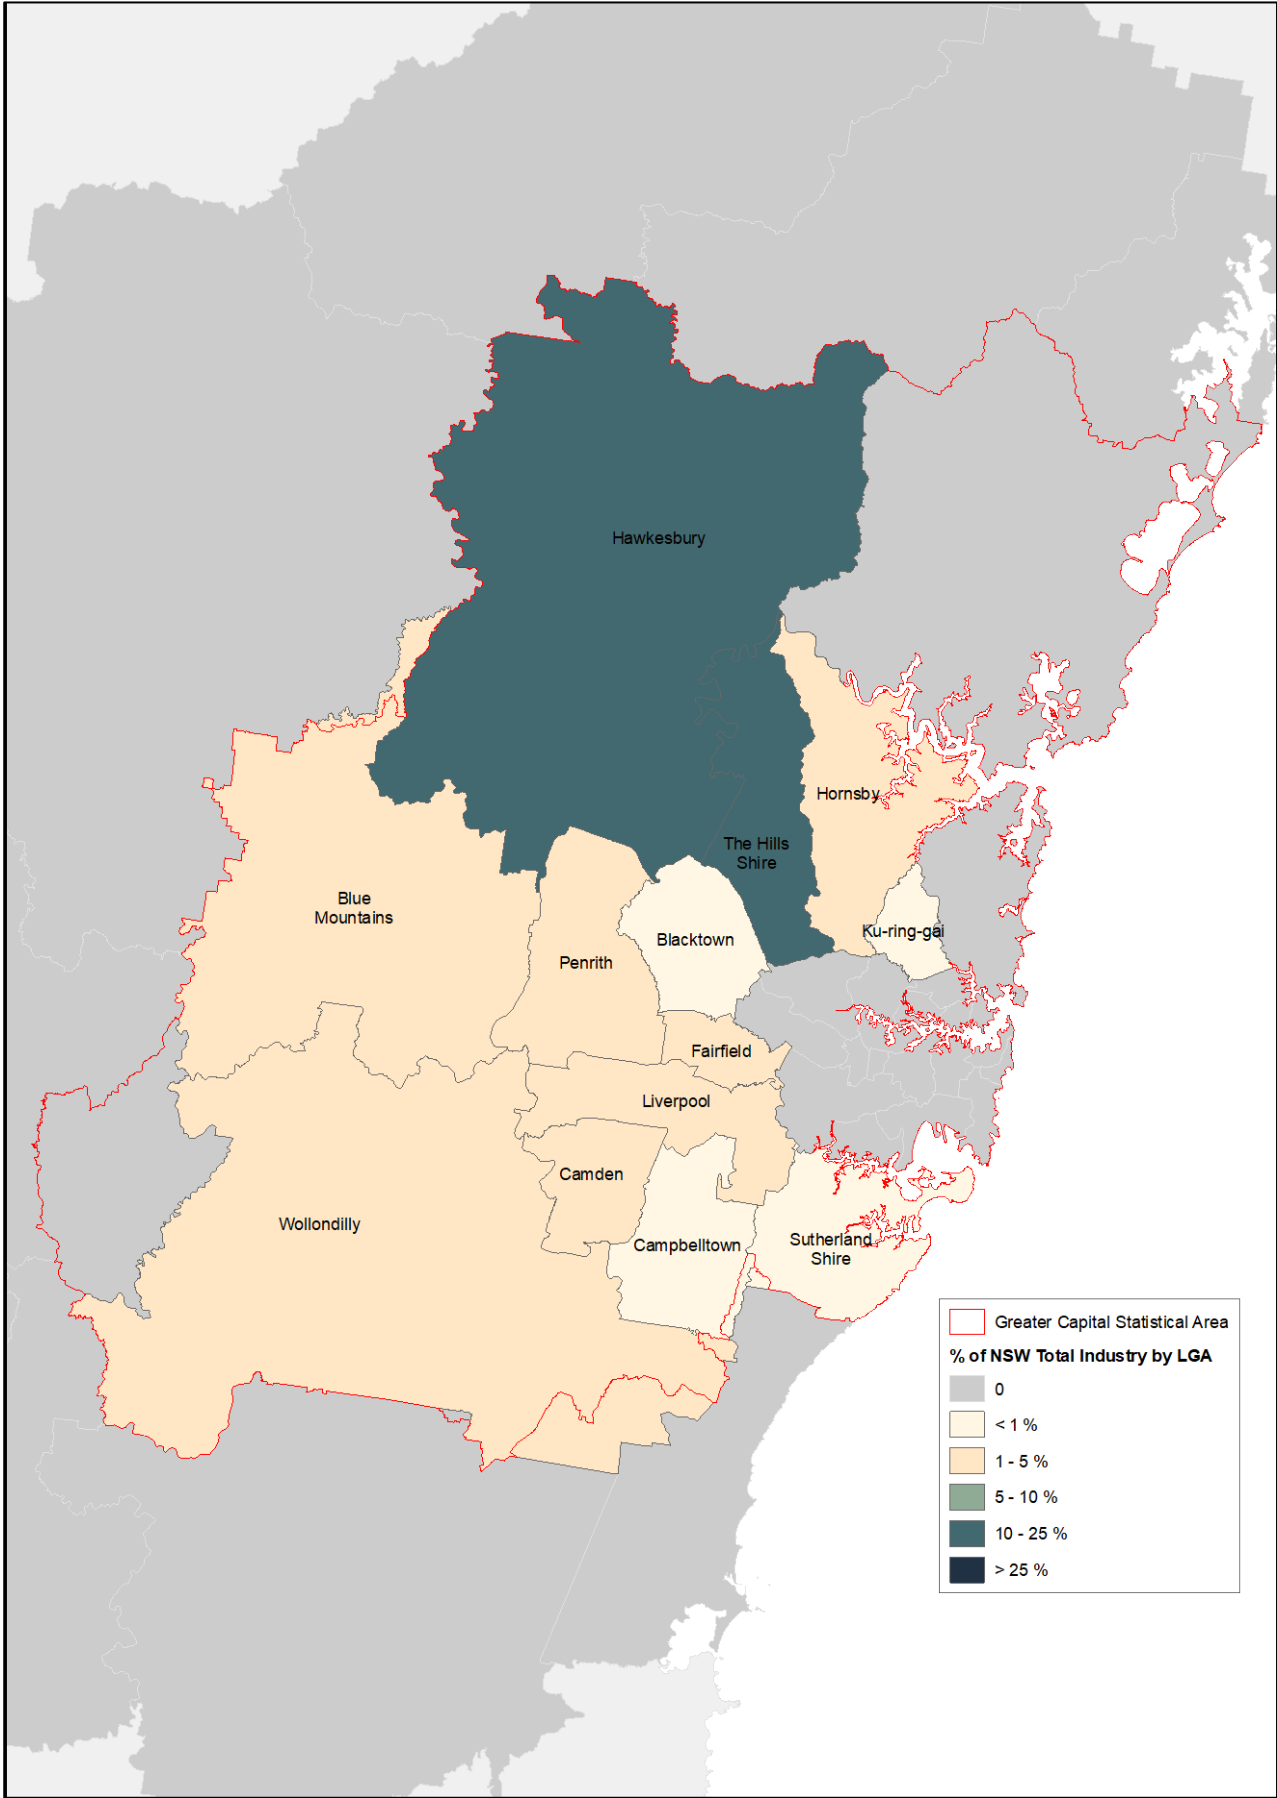 Hawkesbury
Hornsby
The Hills
Shire
Blue
Mountains
Ku-ring-gai
Blacktown
Penrith
Fairfield
Liverpool
Camden
Wollondilly
Campbelltown
Sutherland
Shire
Greater Capital Statistical Area
% of NSW Total Industry by LGA
0
< 1 %
1 - 5 %
5 - 10 %
10 - 25 %
> 25 %